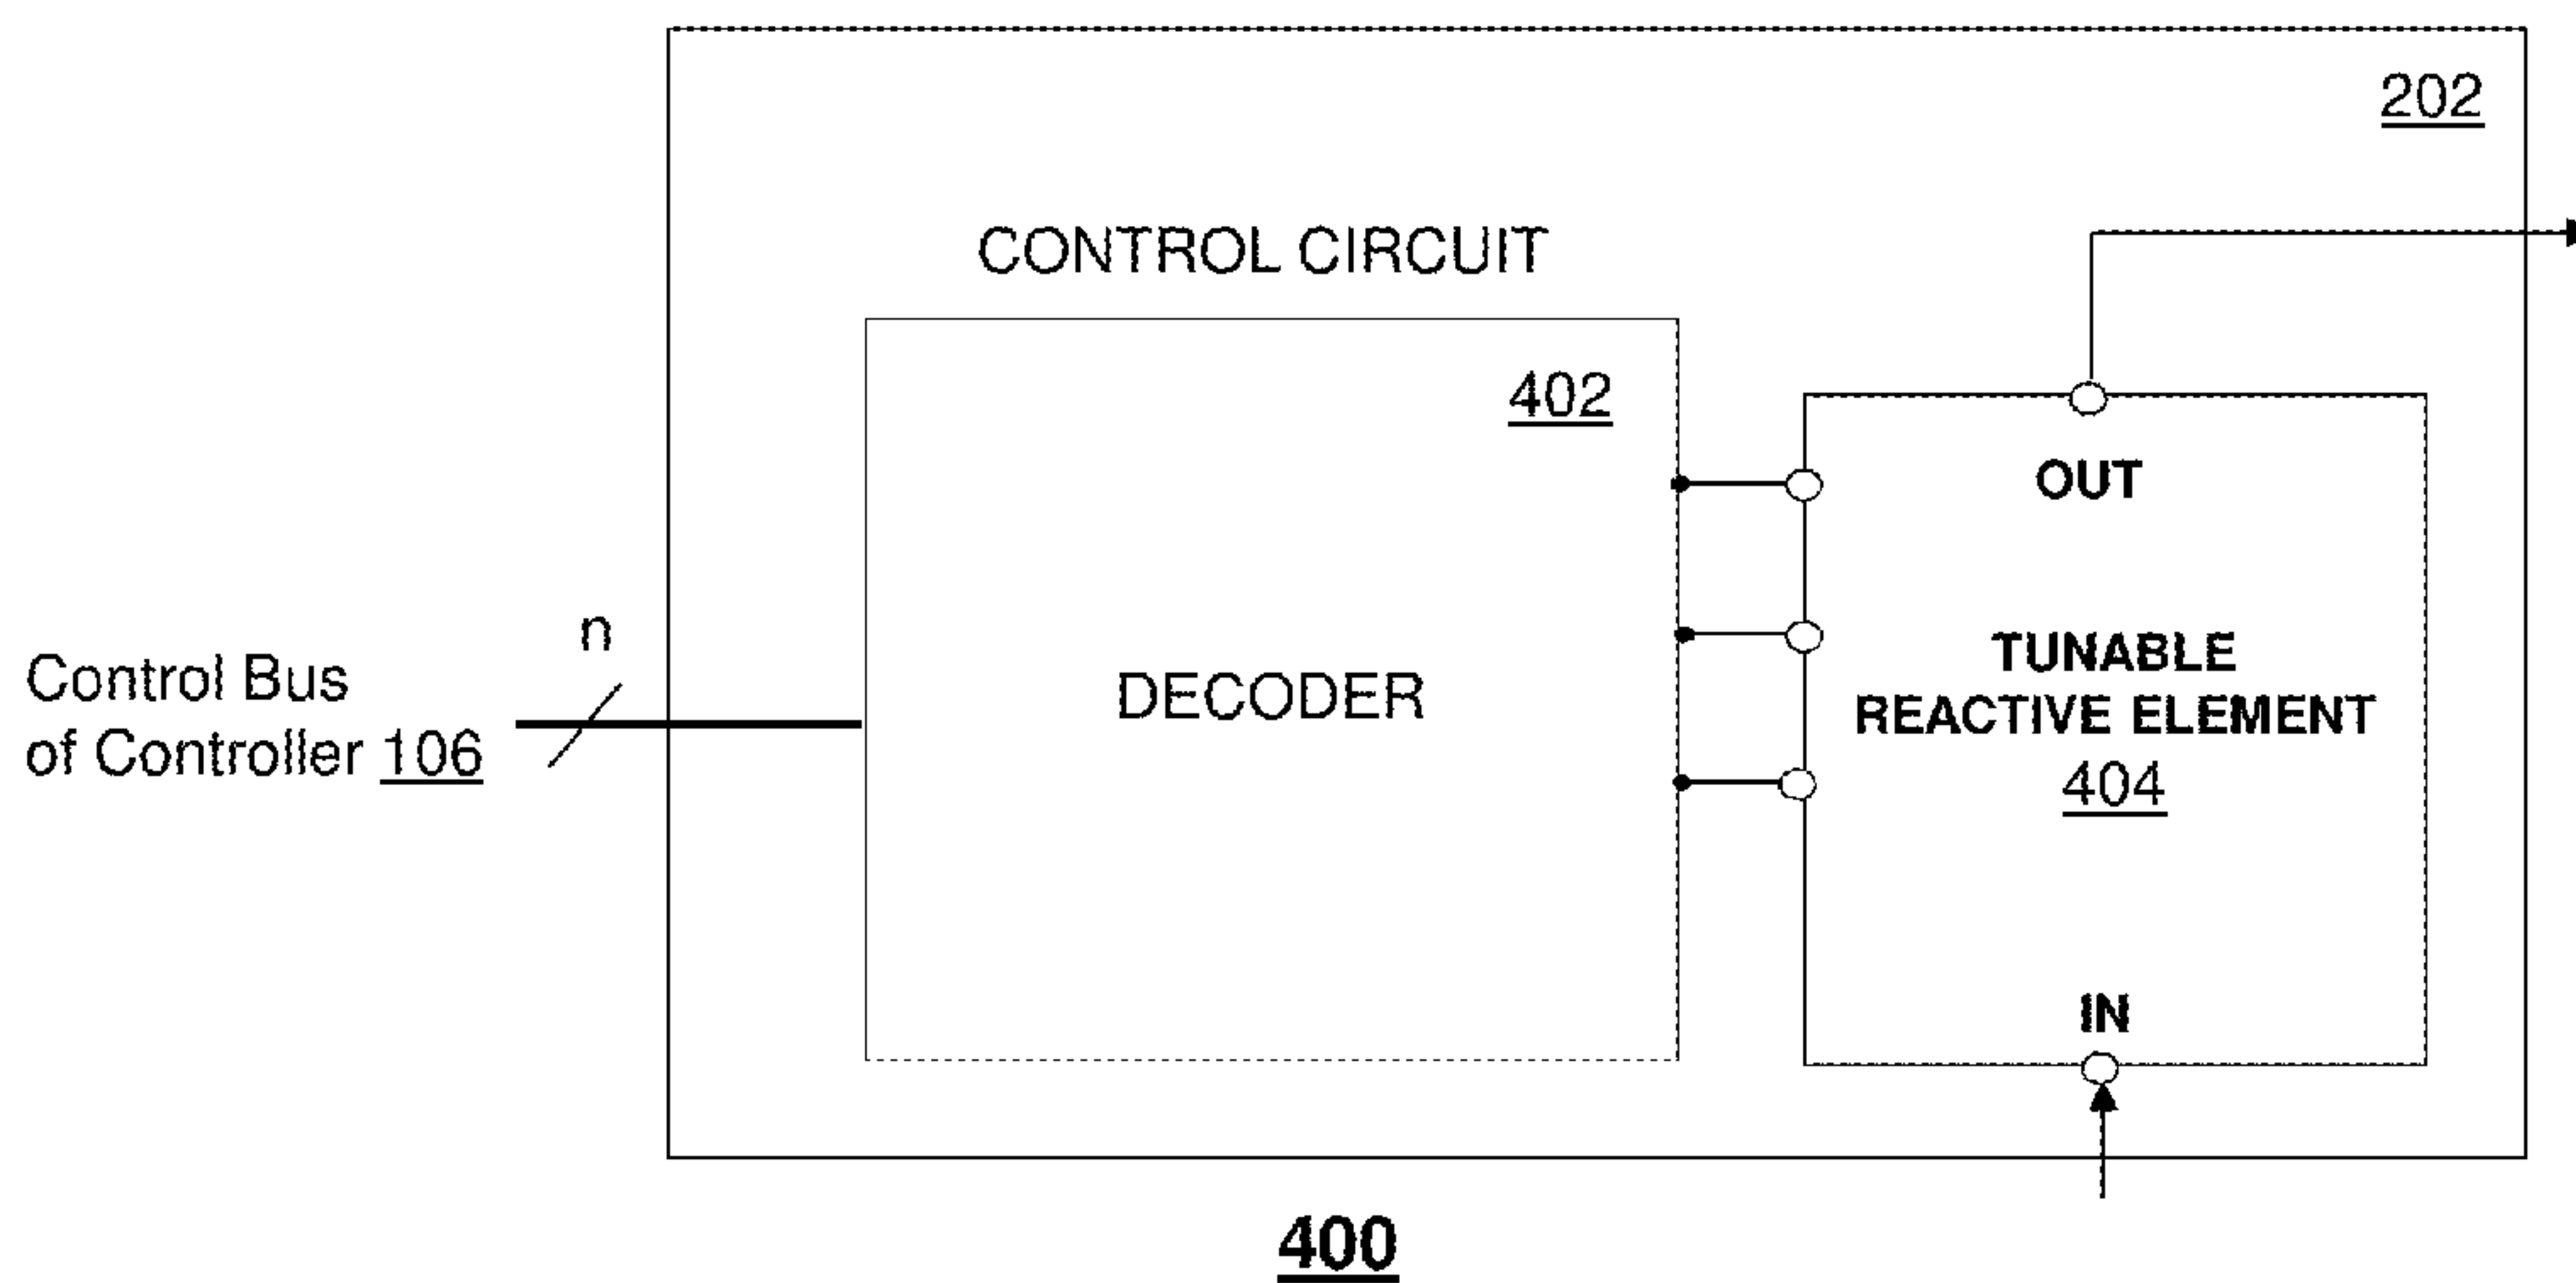 202
CONTROL CIRCUIT
402
OUT
n
Control Bus
of Controller 106
DECODER
TUNABLE
REACTIVE ELEMENT
404
IN
400